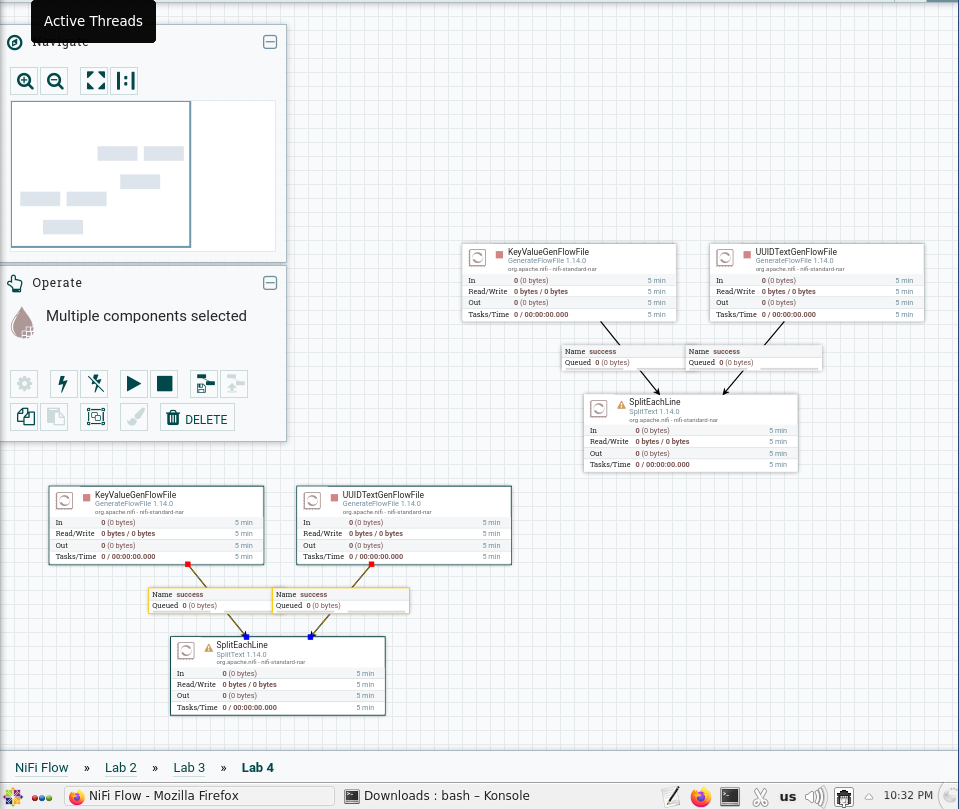 Active Threads
Navigate
Operate
Multiple components selected
DELETE
KeyValueGenFlowFile
GenerateFlowFile 1.14.0
org.apache.nifi - nifi-standard-nar
In 0 (0 bytes) 5 min
Read/Write 0 bytes / 0 bytes 5 min
Out 0 (0 bytes) 5 min
Tasks/Time 0 / 00:00:00.000 5 min
UUIDTextGenFlowFile
GenerateFlowFile 1.14.0
org.apache.nifi - nifi-standard-nar
In 0 (0 bytes) 5 min
Read/Write 0 bytes / 0 bytes 5 min
Out 0 (0 bytes) 5 min
Tasks/Time 0 / 00:00:00.000 5 min
Name success
Queued 0 (0 bytes)
Name success
Queued 0 (0 bytes)
SplitEachLine
SplitText 1.14.0
org.apache.nifi - nifi-standard-nar
In 0 (0 bytes) 5 min
Read/Write 0 bytes / 0 bytes 5 min
Out 0 (0 bytes) 5 min
Tasks/Time 0 / 00:00:00.000 5 min
KeyValueGenFlowFile
GenerateFlowFile 1.14.0
org.apache.nifi - nifi-standard-nar
In 0 (0 bytes) 5 min
Read/Write 0 bytes / 0 bytes 5 min
Out 0 (0 bytes) 5 min
Tasks/Time 0 / 00:00:00.000 5 min
UUIDTextGenFlowFile
GenerateFlowFile 1.14.0
org.apache.nifi - nifi-standard-nar
In 0 (0 bytes) 5 min
Read/Write 0 bytes / 0 bytes 5 min
Out 0 (0 bytes) 5 min
Tasks/Time 0 / 00:00:00.000 5 min
Name success
Queued 0 (0 bytes)
Name success
Queued 0 (0 bytes)
SplitEachLine
SplitText 1.14.0
org.apache.nifi - nifi-standard-nar
In 0 (0 bytes) 5 min
Read/Write 0 bytes / 0 bytes 5 min
Out 0 (0 bytes) 5 min
Tasks/Time 0 / 00:00:00.000 5 min
NiFi Flow » Lab 2 » Lab 3 » Lab 4
NiFi Flow - Mozilla Firefox
Downloads : bash – Konsole
us
10:32 PM